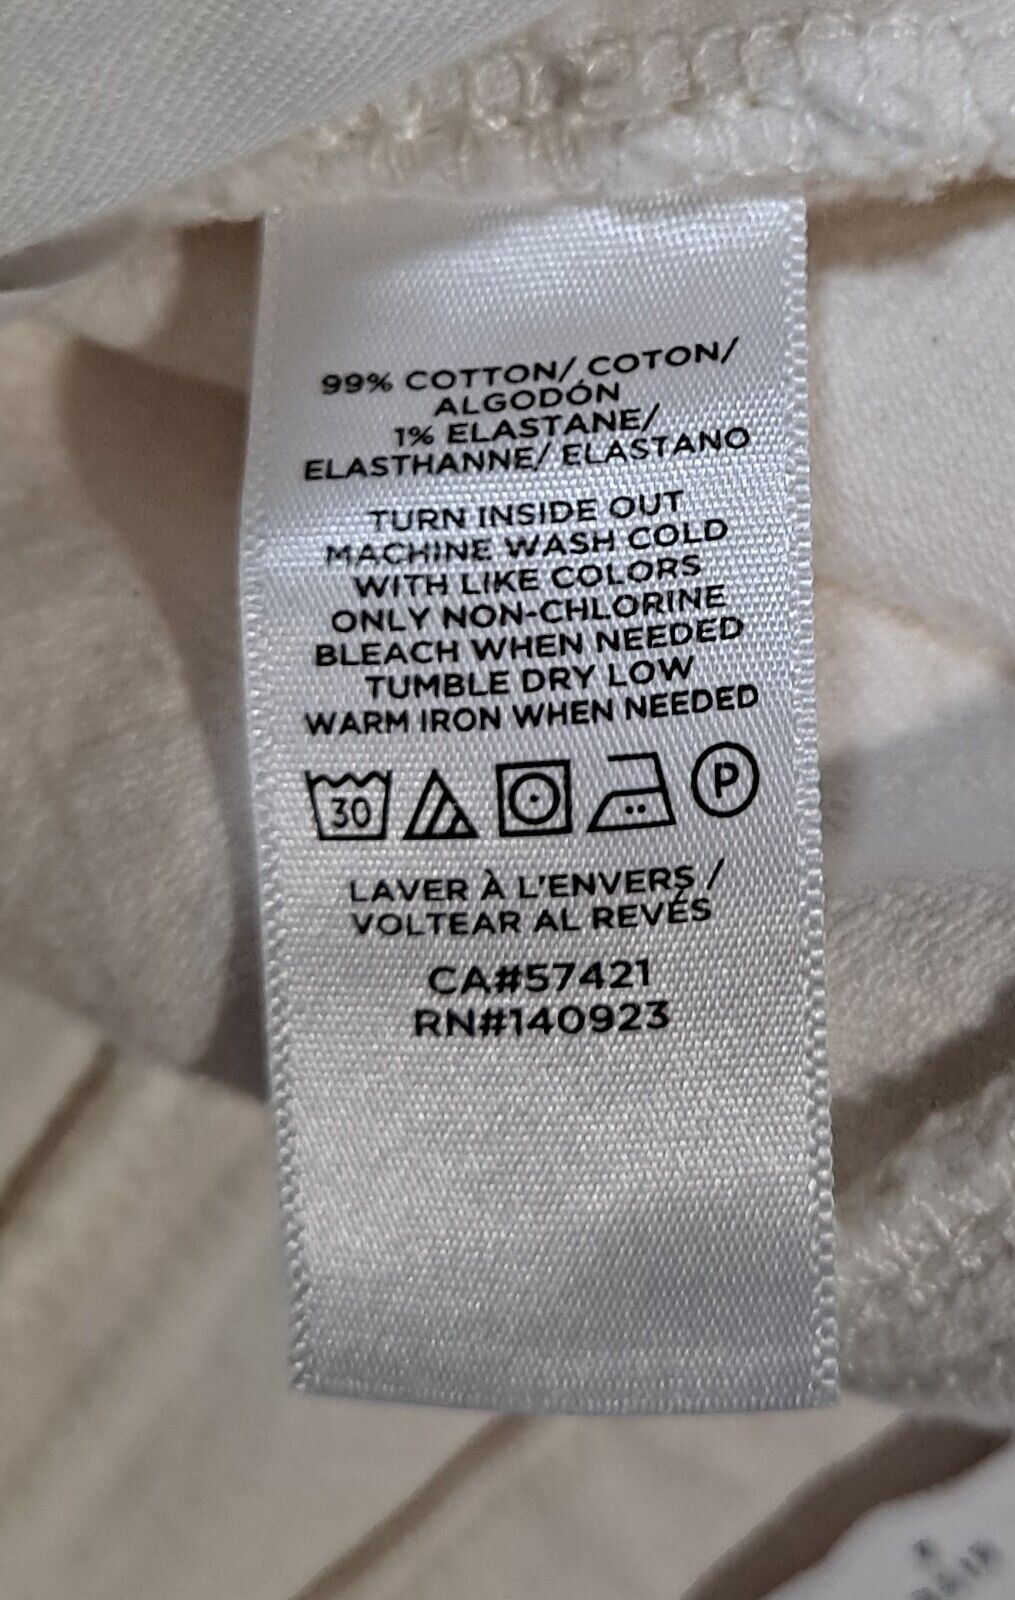 99% COTTON/ COTON/
ALGODÓN
1% ELASTANE/
ELASTHANNE/ ELASTANO
TURN INSIDE OUT
MACHINE WASH COLD
WITH LIKE COLORS
ONLY NON-CHLORINE
BLEACH WHEN NEEDED
TUMBLE DRY LOW
WARM IRON WHEN NEEDED
30 P
LAVER À L'ENVERS /
VOLTEAR AL REVÉS
CA#57421
RN#140923